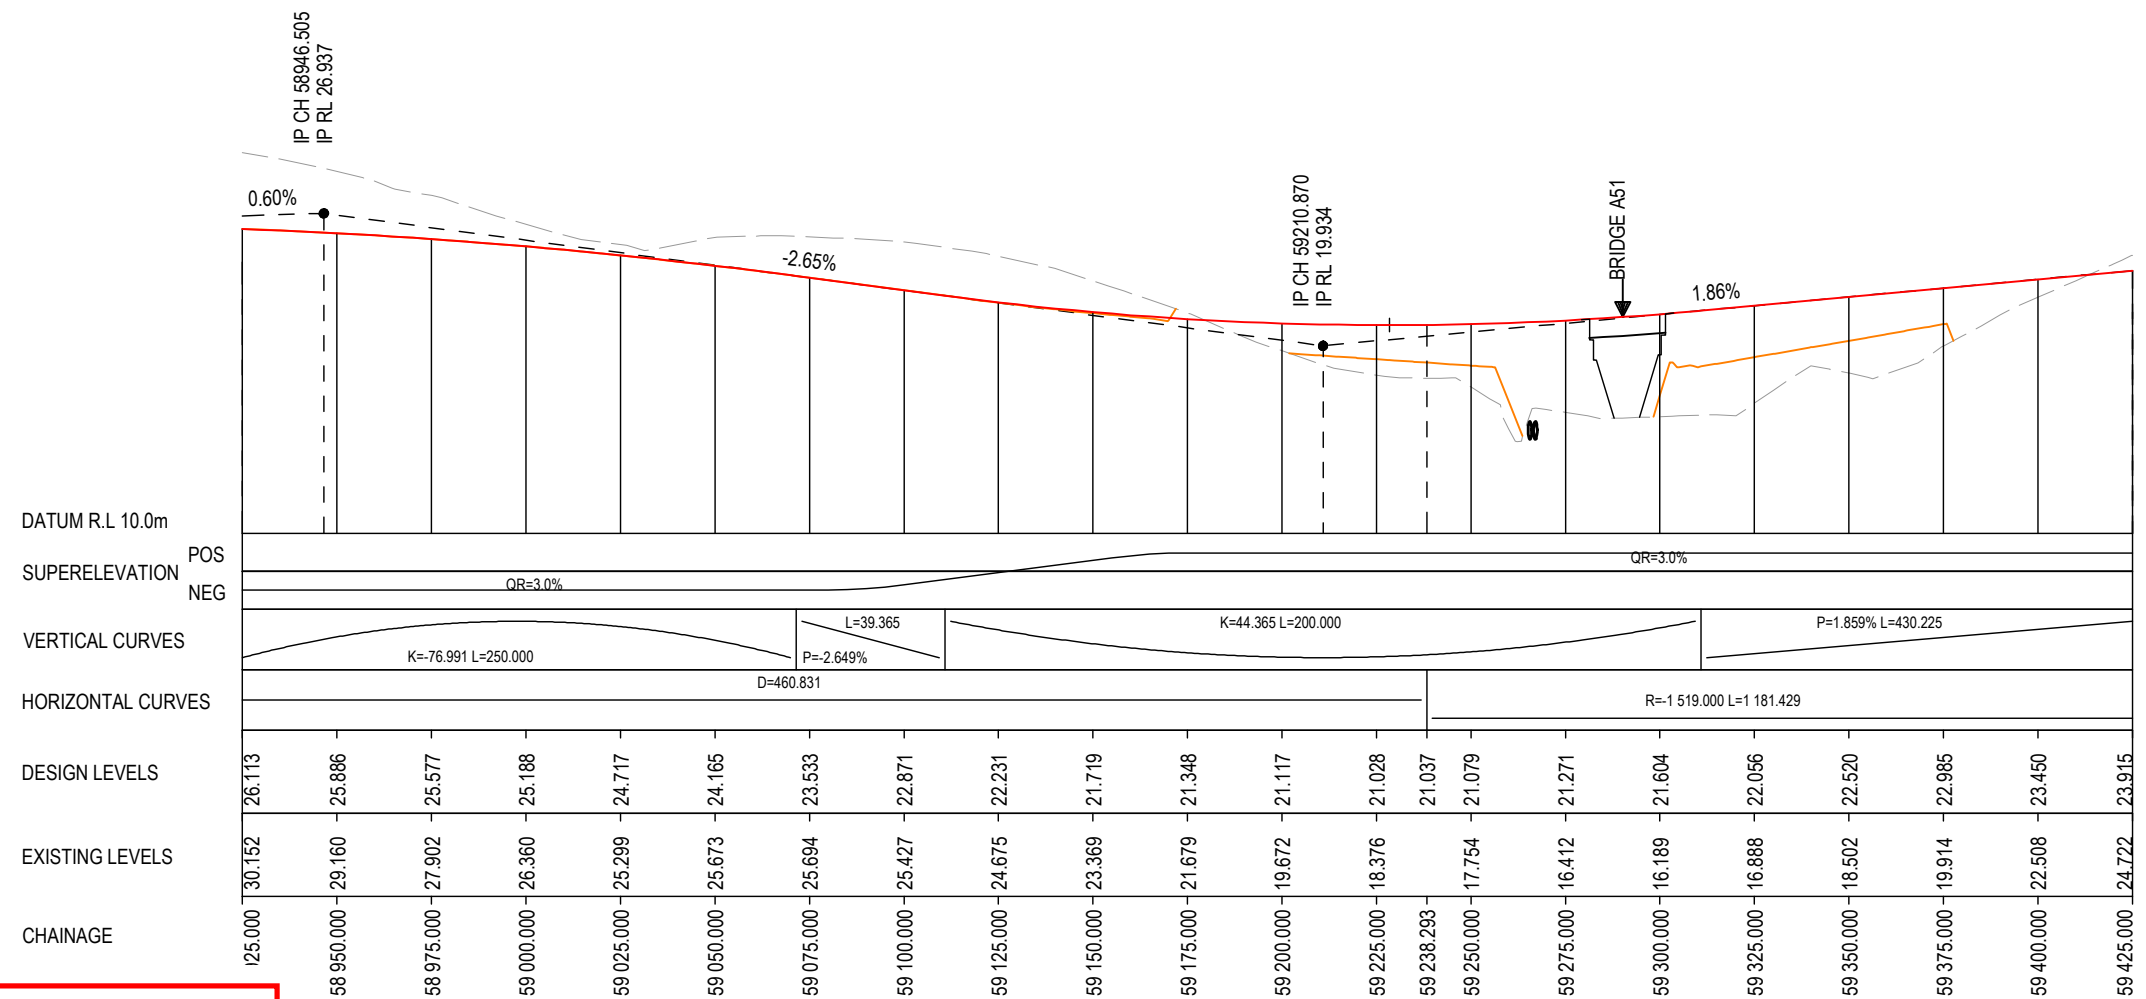 IP CH 58946.505
IP RL 26.937
0.60%
-2.65%
IP CH 59210.870
IP RL 19.934
BRIDGE A51
1.86%
DATUM R.L 10.0m
SUPERELEVATION
POS
NEG
QR=3.0%
QR=3.0%
VERTICAL CURVES
K=-76.991 L=250.000
L=39.365
P=-2.649%
K=44.365 L=200.000
P=1.859% L=430.225
HORIZONTAL CURVES
D=460.831
R=-1 519.000 L=1 181.429
DESIGN LEVELS
26.113 25.886 25.577 25.188 24.717 24.165 23.533 22.871 22.231 21.719 21.348 21.117 21.028 21.037 21.079 21.271 21.604 22.056 22.520 22.985 23.450 23.915
EXISTING LEVELS
30.152 29.160 27.902 26.360 25.299 25.673 25.694 25.427 24.675 23.369 21.679 19.672 18.376 17.754 16.412 16.189 16.888 18.502 19.914 22.508 24.722
CHAINAGE
925.000 58 950.000 58 975.000 59 000.000 59 025.000 59 050.000 59 075.000 59 100.000 59 125.000 59 150.000 59 175.000 59 200.000 59 225.000 59 238.293 59 250.000 59 275.000 59 300.000 59 325.000 59 350.000 59 375.000 59 400.000 59 425.000